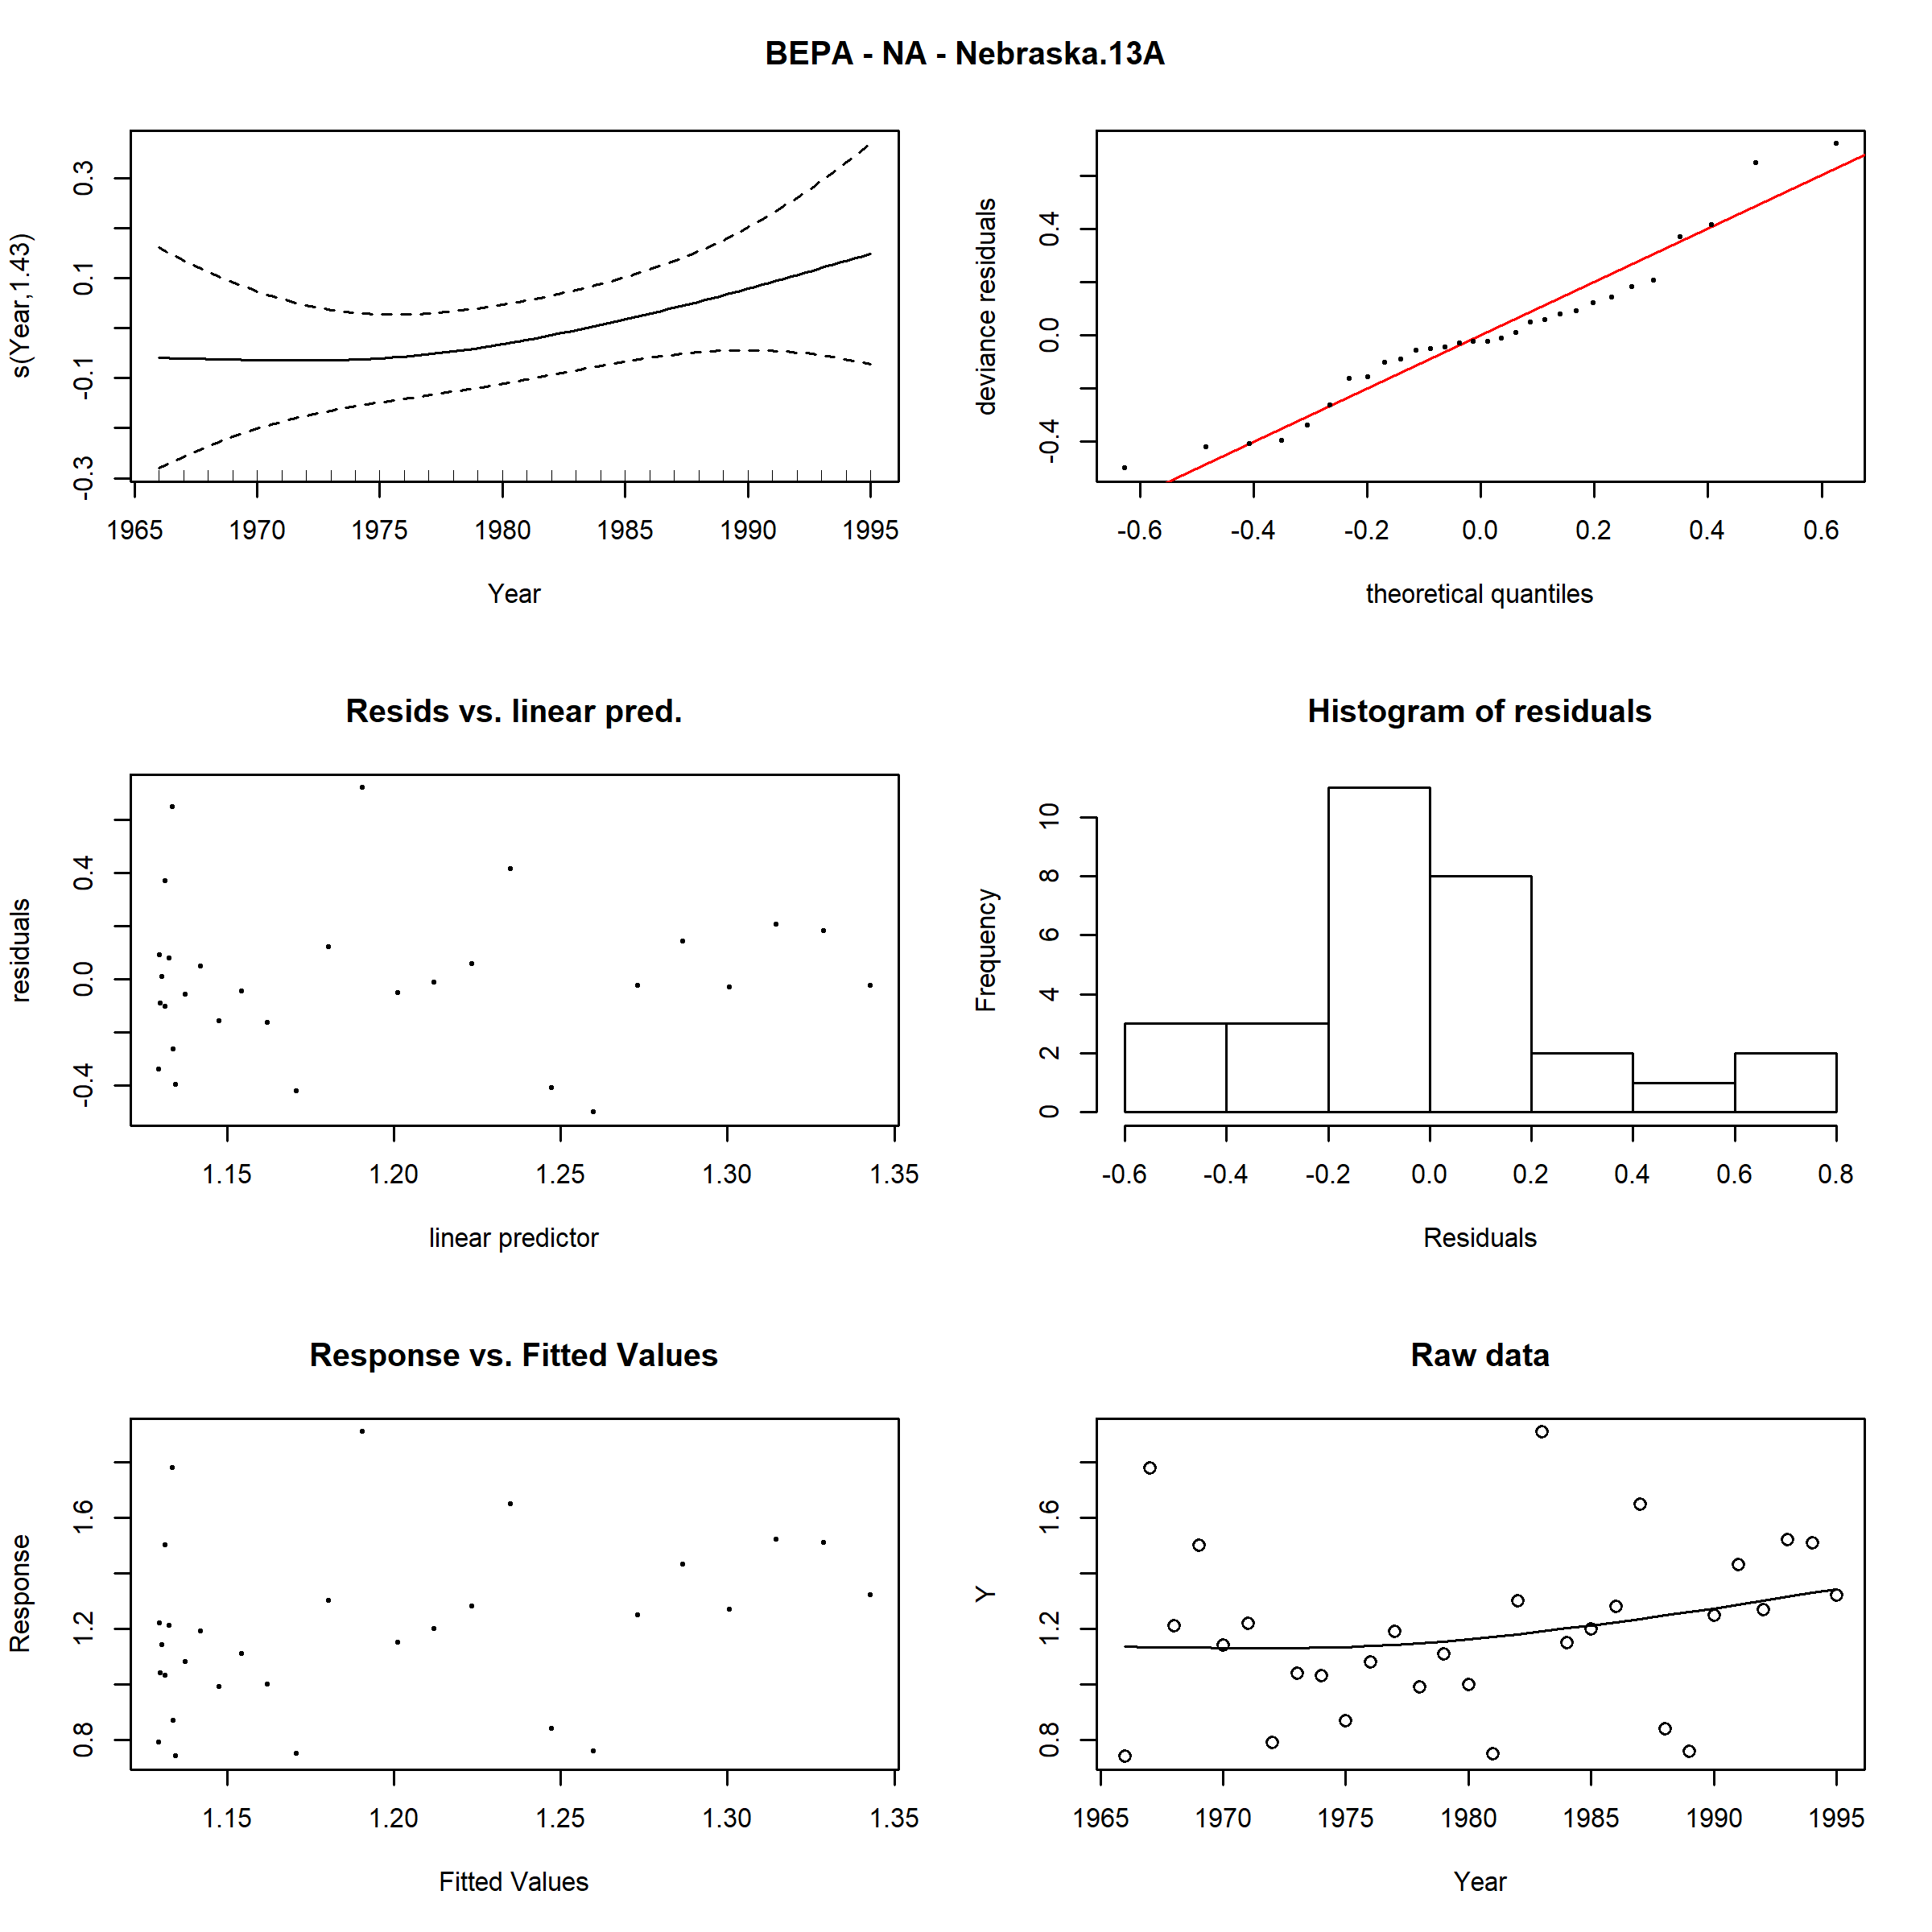 BEPA - NA - Nebraska.13A
s(Year,1.43)
-0.3 -0.1 0.1 0.3
1965 1970 1975 1980 1985 1990 1995
Year
deviance residuals
-0.4 0.0 0.4
-0.6 -0.4 -0.2 0.0 0.2 0.4 0.6
theoretical quantiles
Resids vs. linear pred.
residuals
-0.4 0.0 0.4
1.15 1.20 1.25 1.30 1.35
linear predictor
Histogram of residuals
Frequency
0 2 4 6 8 10
-0.6 -0.4 -0.2 0.0 0.2 0.4 0.6 0.8
Residuals
Response vs. Fitted Values
Response
0.8 1.2 1.6
1.15 1.20 1.25 1.30 1.35
Fitted Values
Raw data
Y
0.8 1.2 1.6
1965 1970 1975 1980 1985 1990 1995
Year